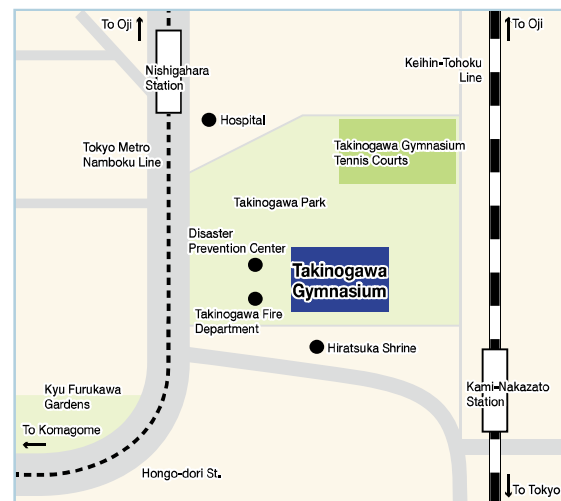 To Oji
To Oji
Nishigahara
Station
Keihin-Tohoku
Line
Hospital
Tokyo Metro
Namboku Line
Takinogawa Gymnasium
Tennis Courts
Takinogawa Park
Disaster
Prevention Center
Takinogawa
Gymnasium
Takinogawa Fire
Department
Hiratsuka Shrine
Kyu Furukawa
Gardens
Kami-Nakazato
Station
To Komagome
Hongo-dori St.
To Tokyo